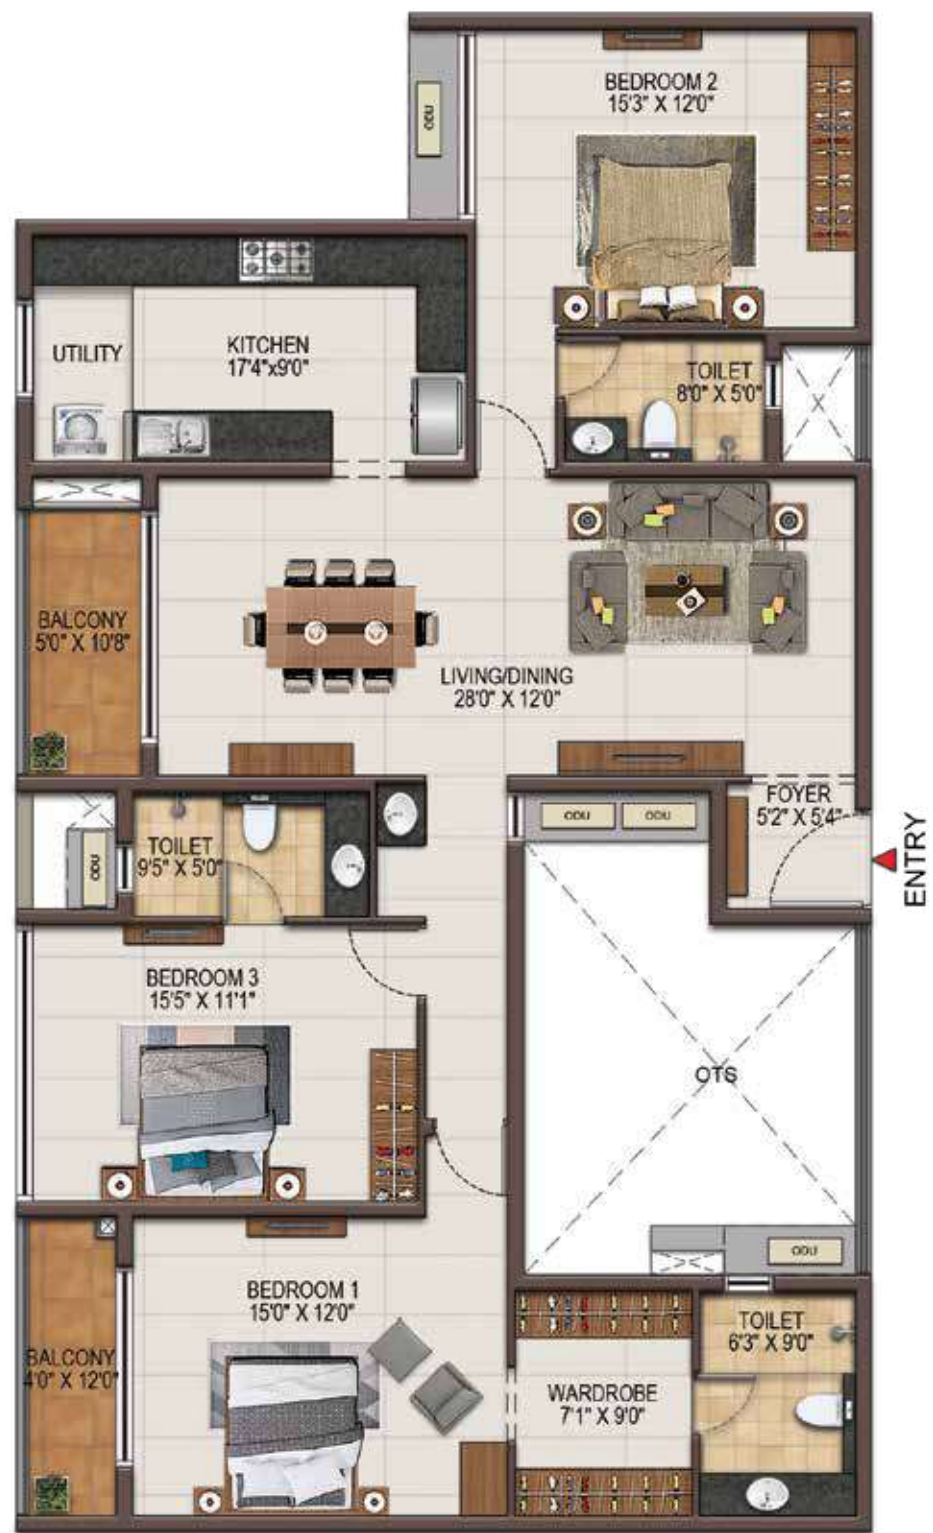 BEDROOM 2
15'3" X 12'0"
ODU
UTILITY
KITCHEN
17'4"x9'0"
TOILET
8'0" X 5'0"
BALCONY
5'0" X 10'8"
LIVING/DINING
28'0" X 12'0"
FOYER
5'2" X 5'4"
ENTRY
ODU
ODU
TOILET
9'5" X 5'0"
ODU
BEDROOM 3
15'5" X 11'1"
OTS
ODU
BEDROOM 1
15'0" X 12'0"
TOILET
6'3" X 9'0"
BALCONY
4'0" X 12'0"
WARDROBE
7'1" X 9'0"